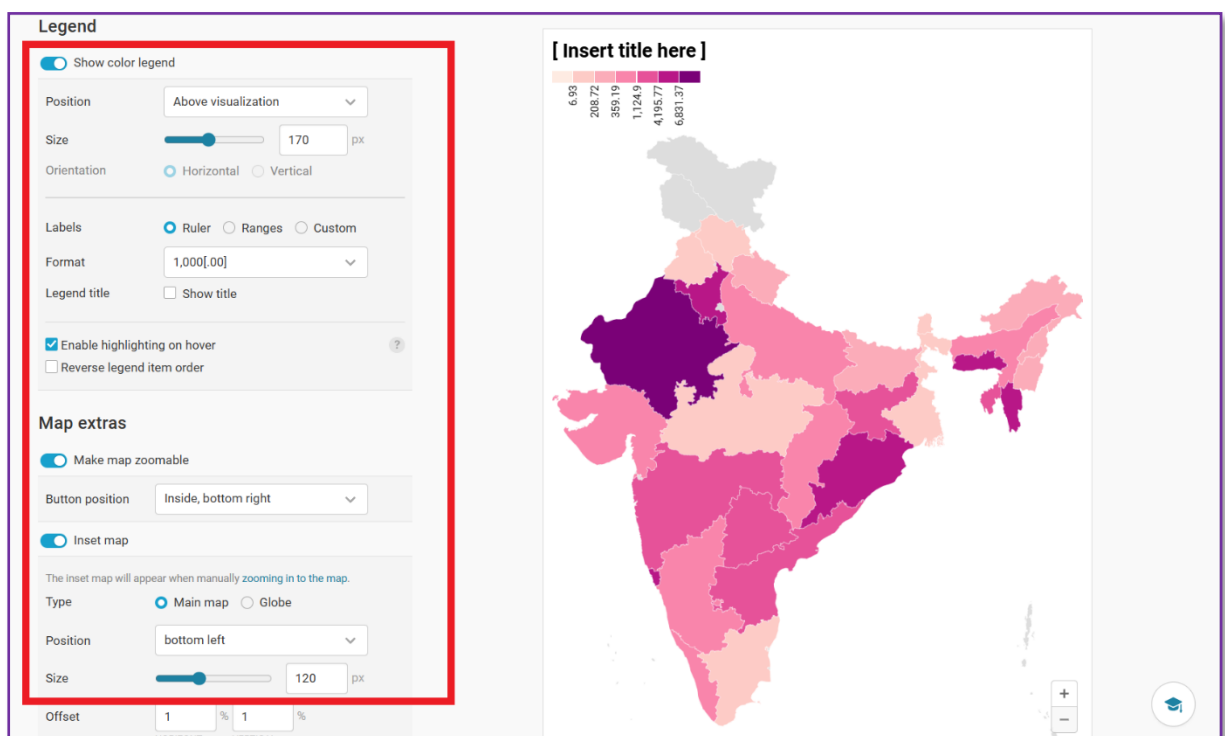 Legend
Show color legend
Position Above visualization
Size 170 px
Orientation Horizontal Vertical
Labels Ruler Ranges Custom
Format 1,000[.00]
Legend title Show title
Enable highlighting on hover ?
Reverse legend item order
Map extras
Make map zoomable
Button position Inside, bottom right
Inset map
The inset map will appear when manually zooming in to the map.
Type Main map Globe
Position bottom left
Size 120 px
Offset 1 % 1 %
[ Insert title here ]
6.93
208.72
359.19
1,124.9
4,195.77
6,831.37
+
−